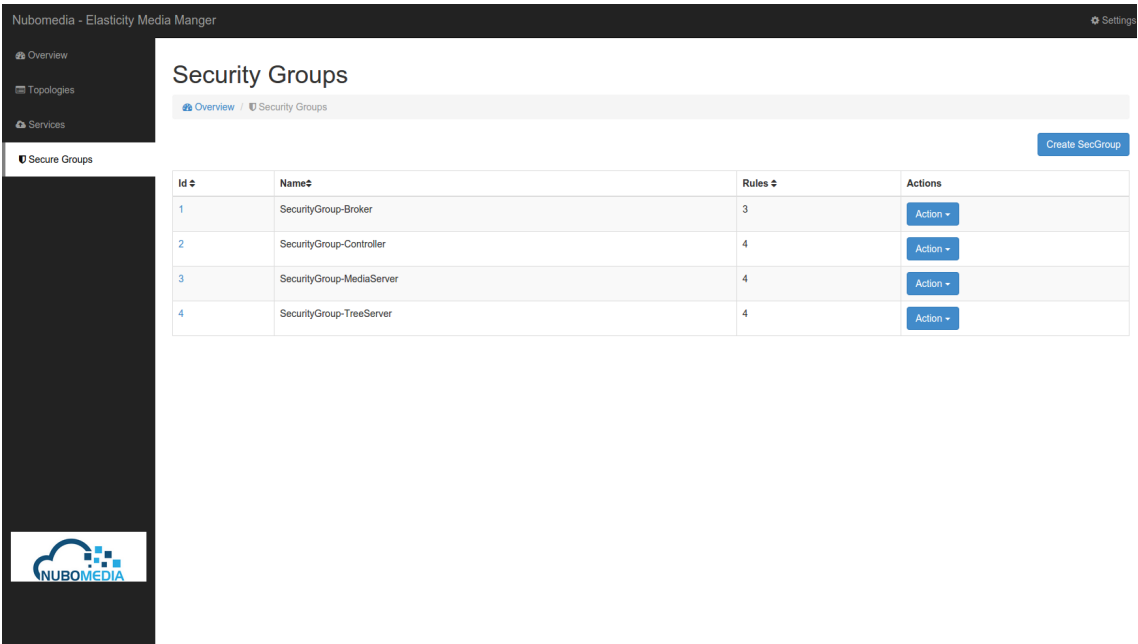 Nubomedia - Elasticity Media Manger
Settings
Overview
Topologies
Services
Secure Groups
Security Groups
Overview / Security Groups
Create SecGroup
Id Name Rules Actions
1 SecurityGroup-Broker 3 Action
2 SecurityGroup-Controller 4 Action
3 SecurityGroup-MediaServer 4 Action
4 SecurityGroup-TreeServer 4 Action
NUBOMEDIA